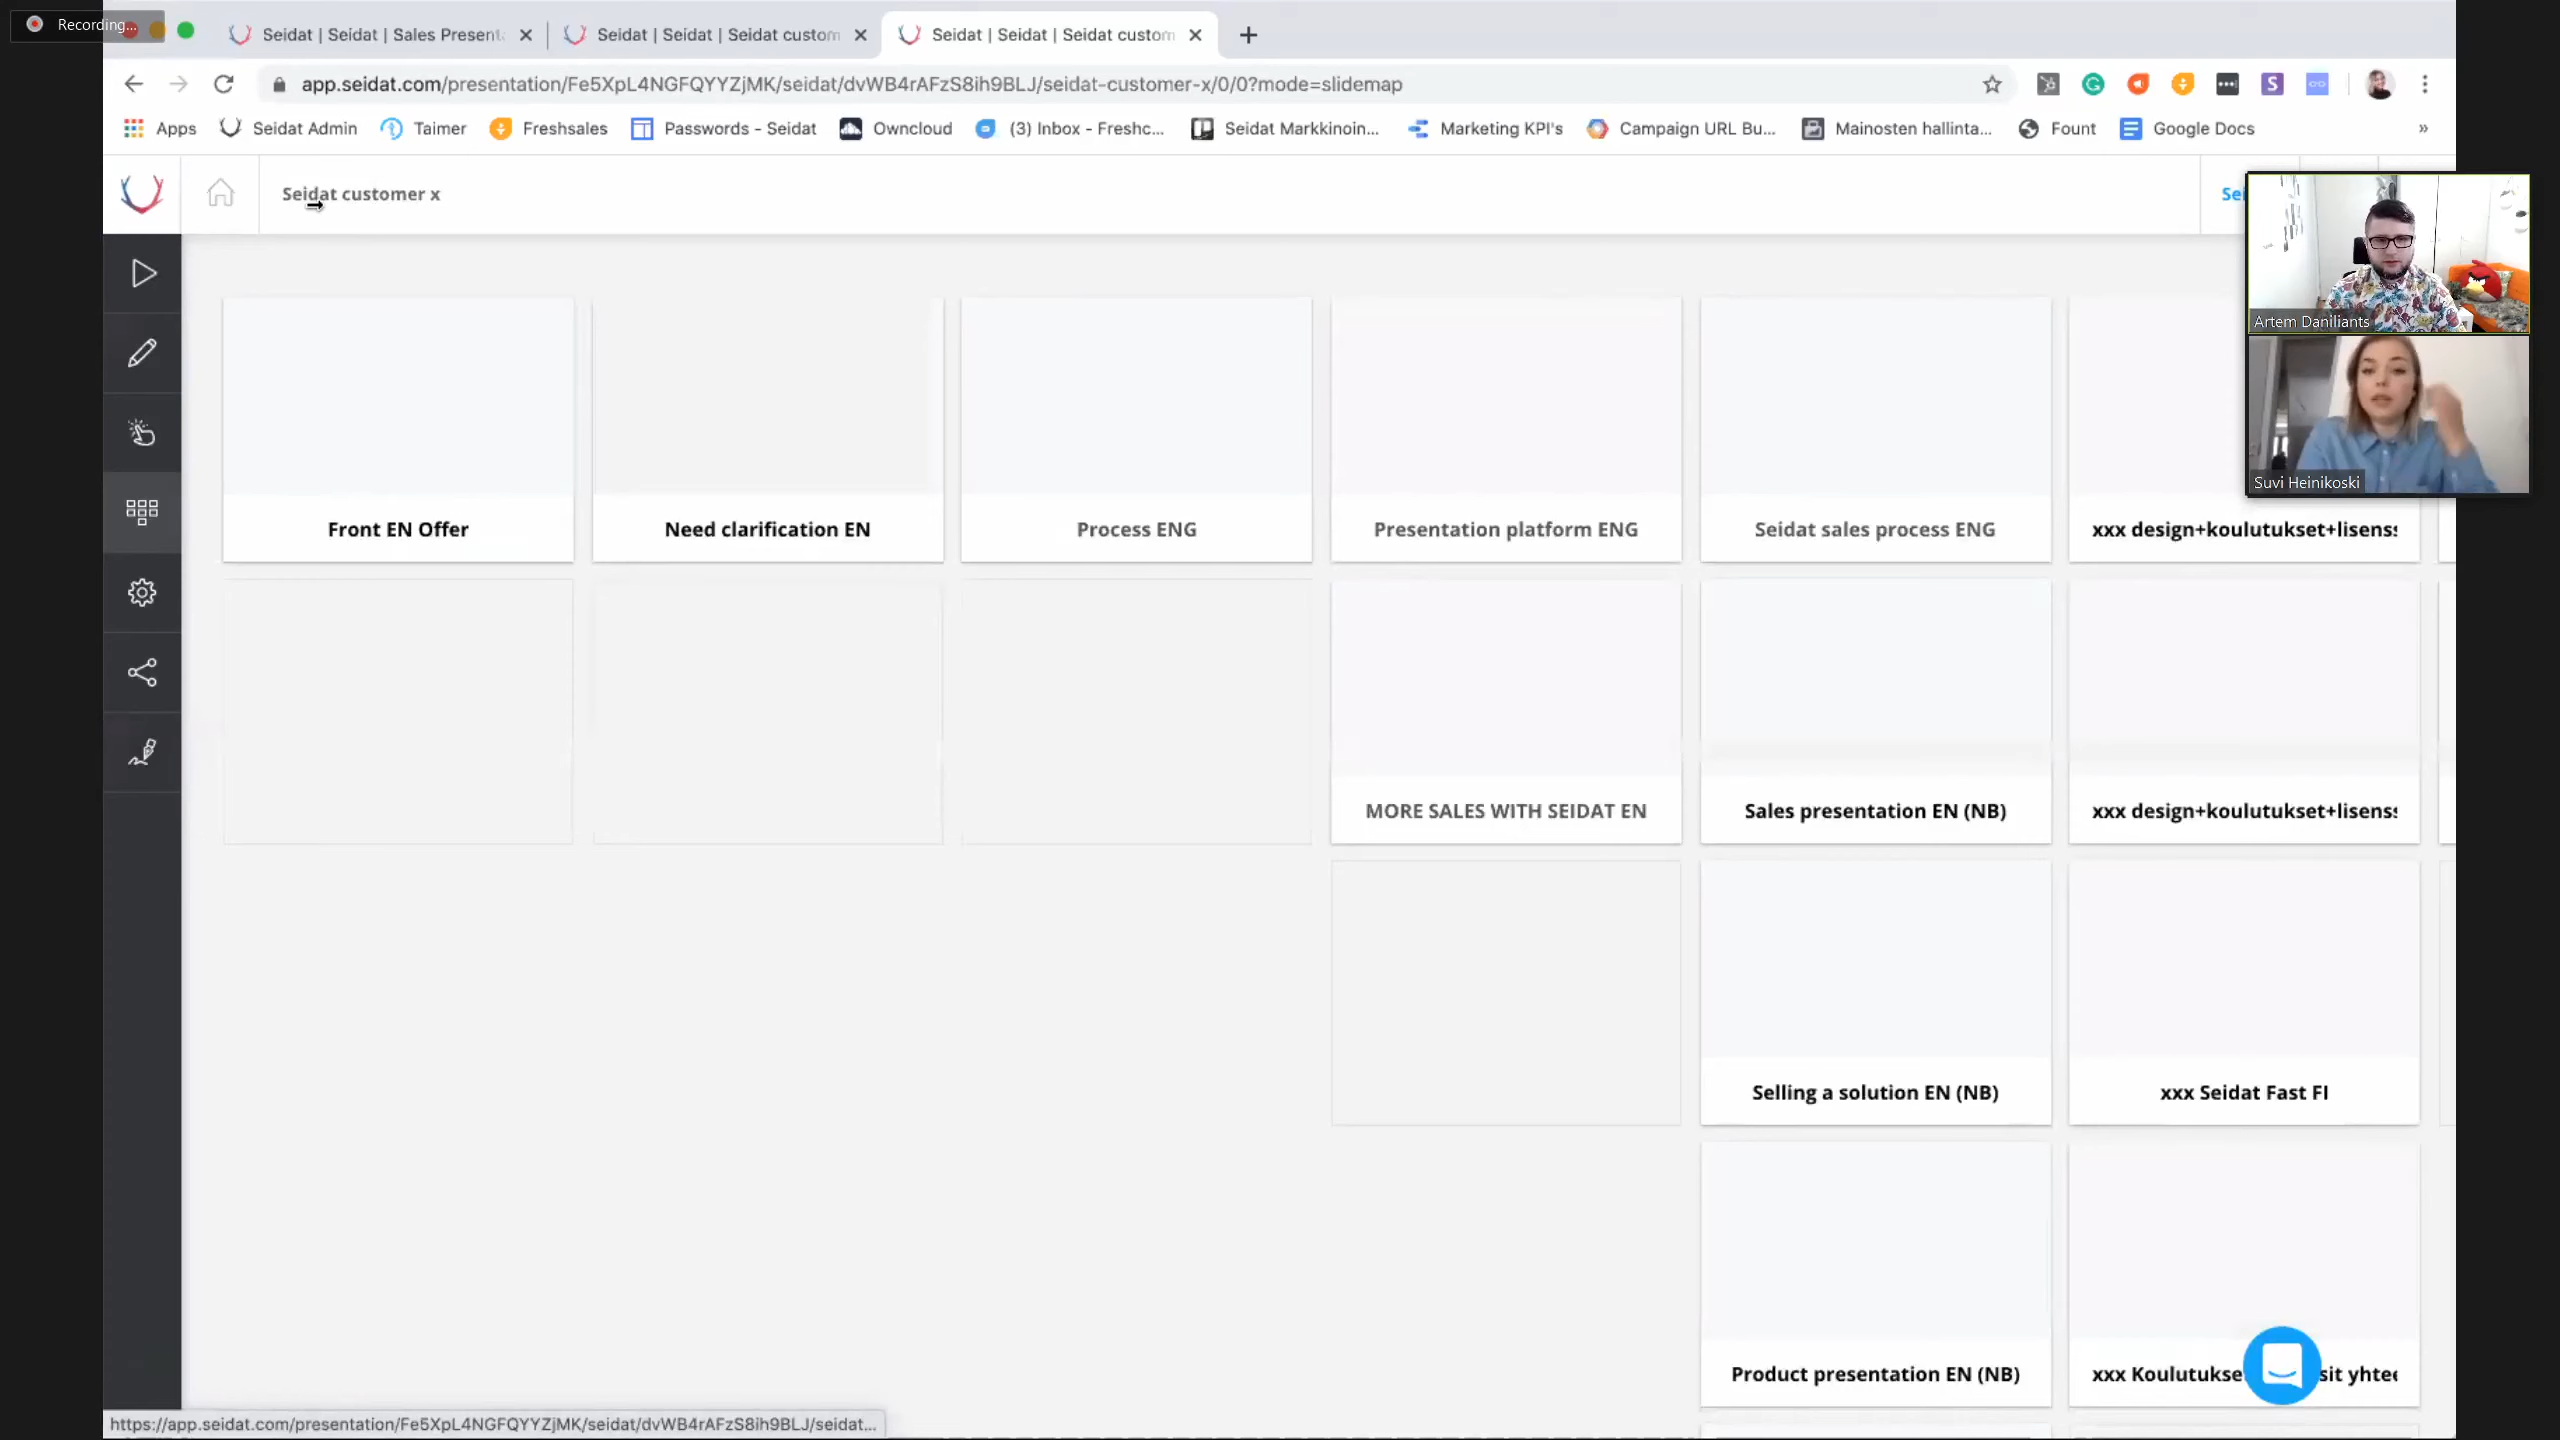 Recording...
Seidat | Seidat | Sales Present
Seidat | Seidat | Seidat custom
Seidat | Seidat | Seidat custom
app.seidat.com/presentation/Fe5XpL4NGFQYYZjMK/seidat/dvWB4rAFzS8ih9BLJ/seidat-customer-x/0/0?mode=slidemap
Apps
Seidat Admin
Taimer
Freshsales
Passwords - Seidat
Owncloud
(3) Inbox - Freshc...
Seidat Markkinoin...
Marketing KPI's
Campaign URL Bu...
Mainosten hallinta...
Fount
Google Docs
»
Seidat customer x
Sei
Artem Daniliants
Suvi Heinikoski
Front EN Offer
Need clarification EN
Process ENG
Presentation platform ENG
Seidat sales process ENG
xxx design+koulutukset+lisens
MORE SALES WITH SEIDAT EN
Sales presentation EN (NB)
xxx design+koulutukset+lisens
Selling a solution EN (NB)
xxx Seidat Fast FI
Product presentation EN (NB)
xxx Koulutukse sit yhte
https://app.seidat.com/presentation/Fe5XpL4NGFQYYZjMK/seidat/dvWB4rAFzS8ih9BLJ/seidat...